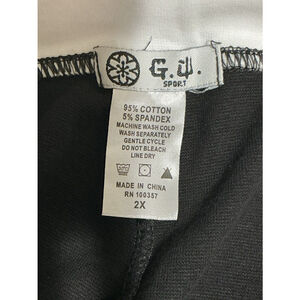 G.W.
SPORT
95% COTTON
5% SPANDEX
MACHINE WASH COLD
WASH SEPARATELY
GENTLE CYCLE
DO NOT BLEACH
LINE DRY
MADE IN CHINA
RN 100357
2X